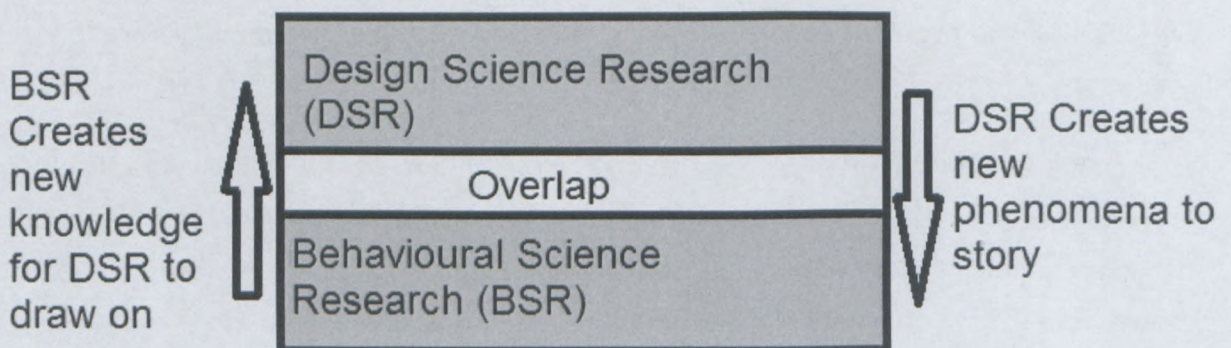 BSR
Creates
new
knowledge
for DSR to
draw on
Design Science Research
(DSR)
Overlap
Behavioural Science
Research (BSR)
DSR Creates
new
phenomena to
story